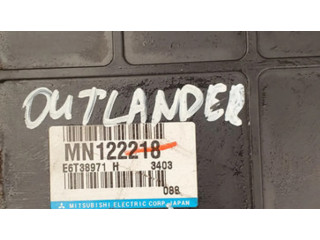 OUTLANDER
MN122218
E6T38971 H 3403
088
MITSUBISHI ELECTRIC CORP. JAPAN